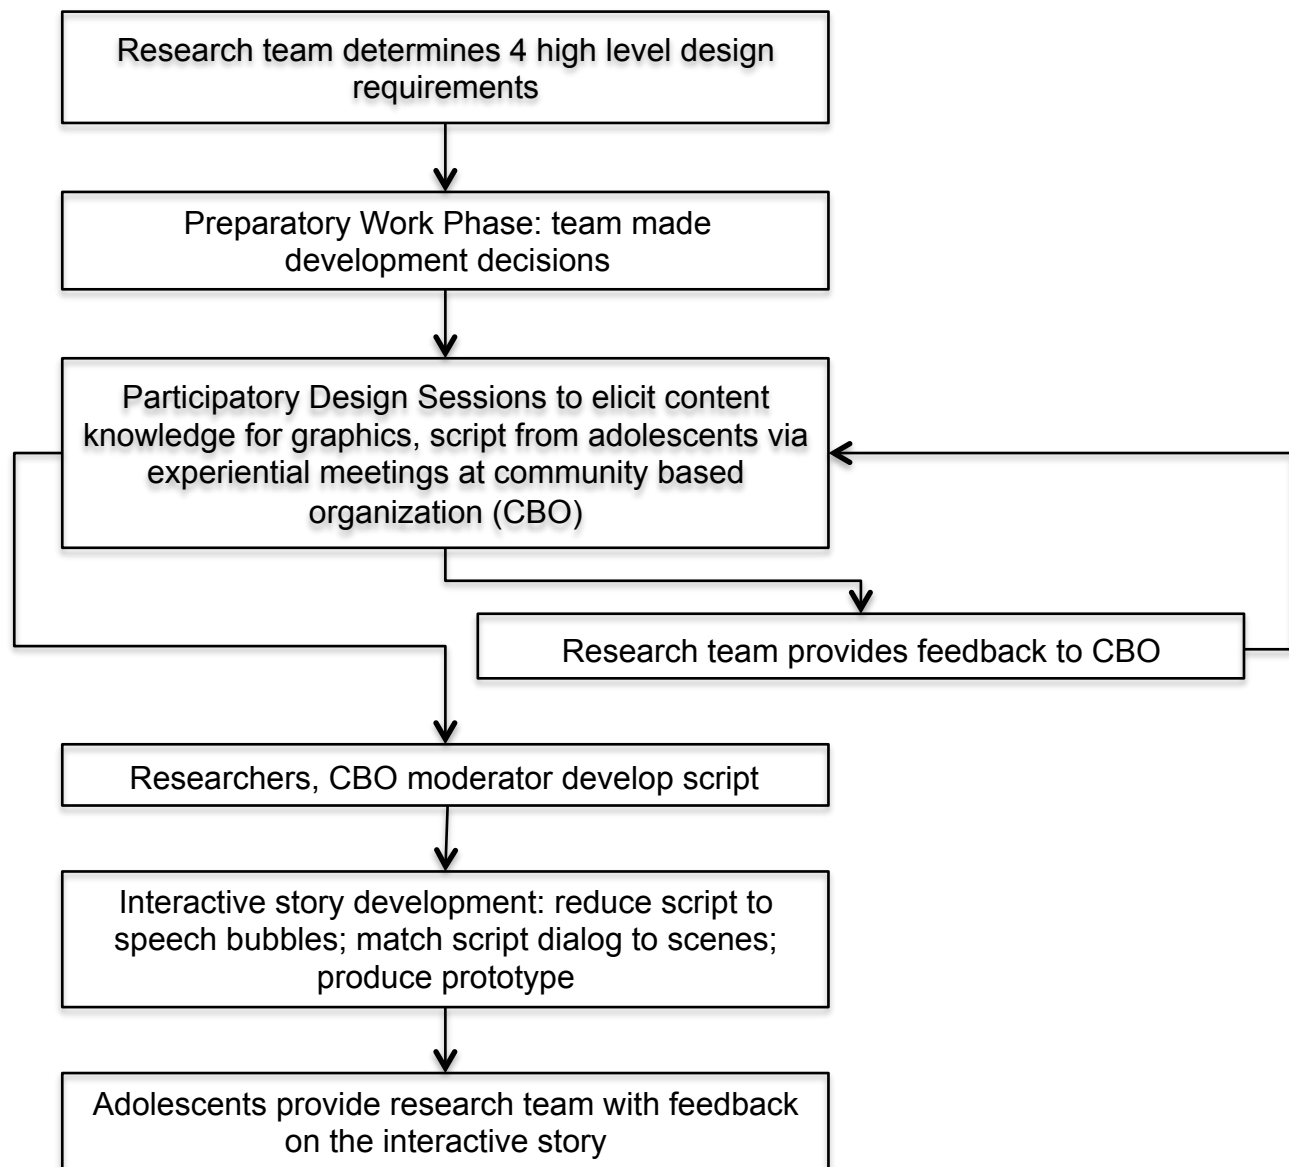 Research team determines 4 high level design
requirements
Preparatory Work Phase: team made
development decisions
Participatory Design Sessions to elicit content
knowledge for graphics, script from adolescents via
experiential meetings at community based
organization (CBO)
Research team provides feedback to CBO
Researchers, CBO moderator develop script
Interactive story development: reduce script to
speech bubbles; match script dialog to scenes;
produce prototype
Adolescents provide research team with feedback
on the interactive story